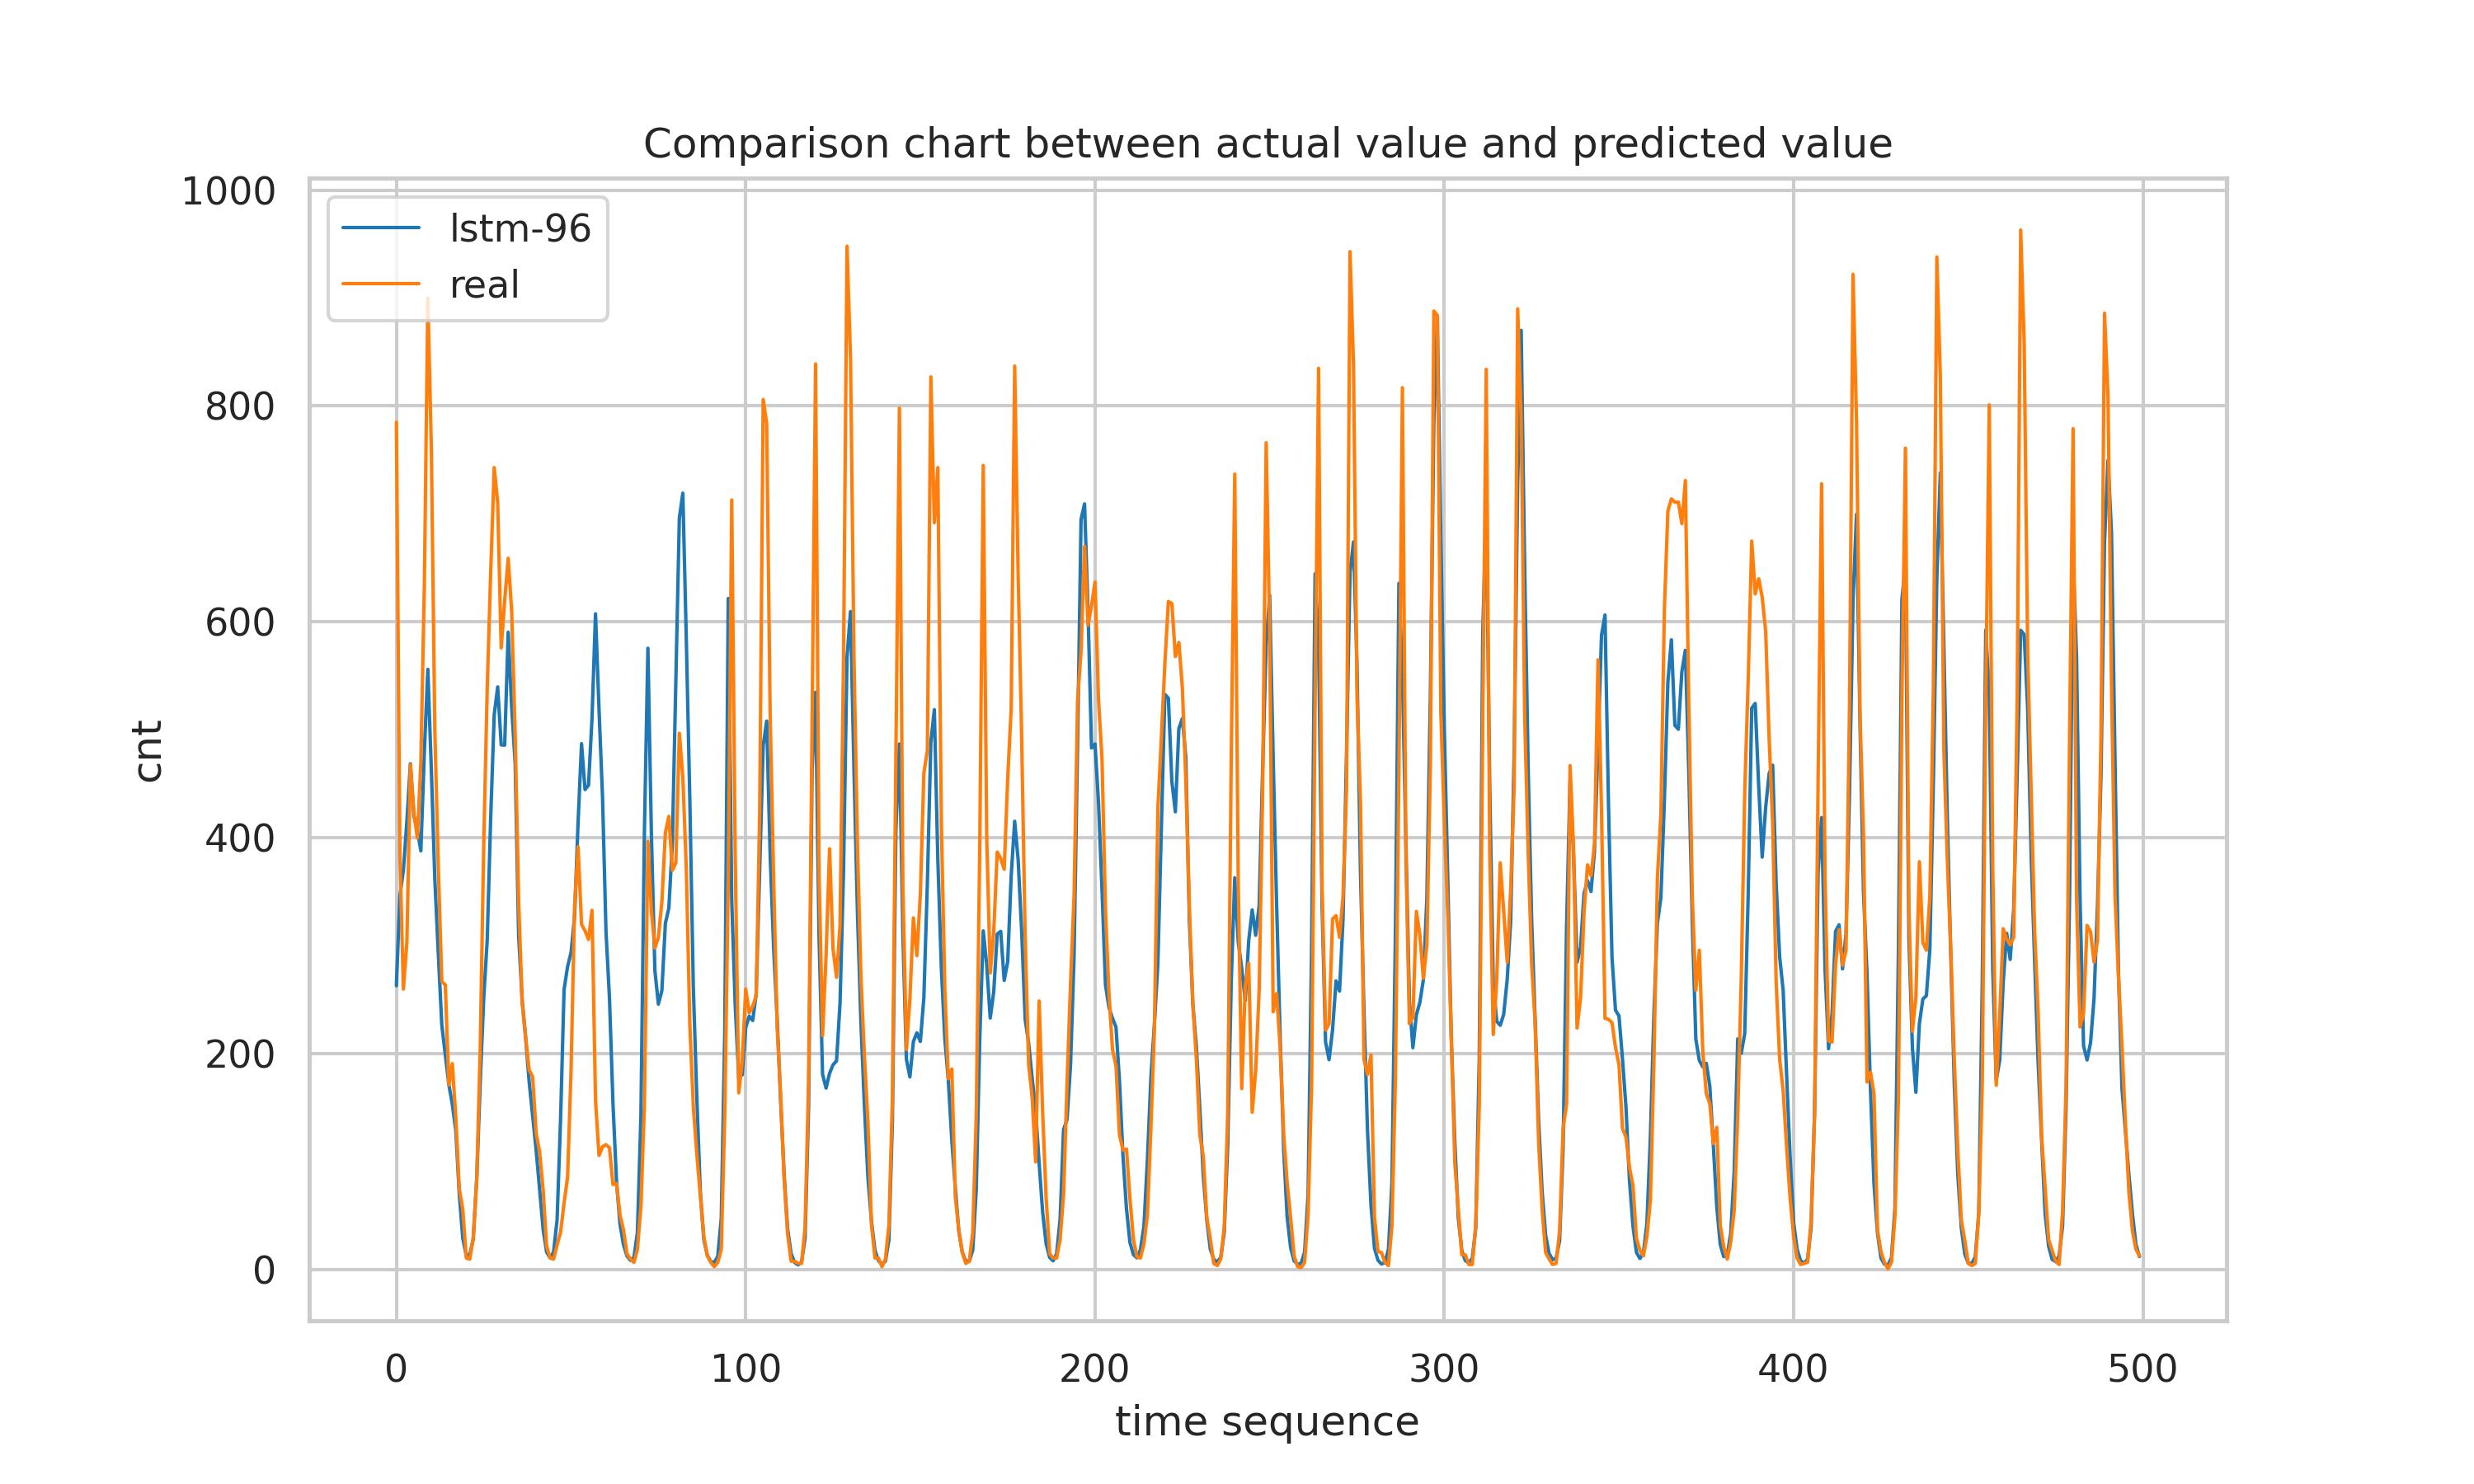 Comparison chart between actual value and predicted value
lstm-96
real
1000
800
600
400
200
0
cnt
0 100 200 300 400 500
time sequence